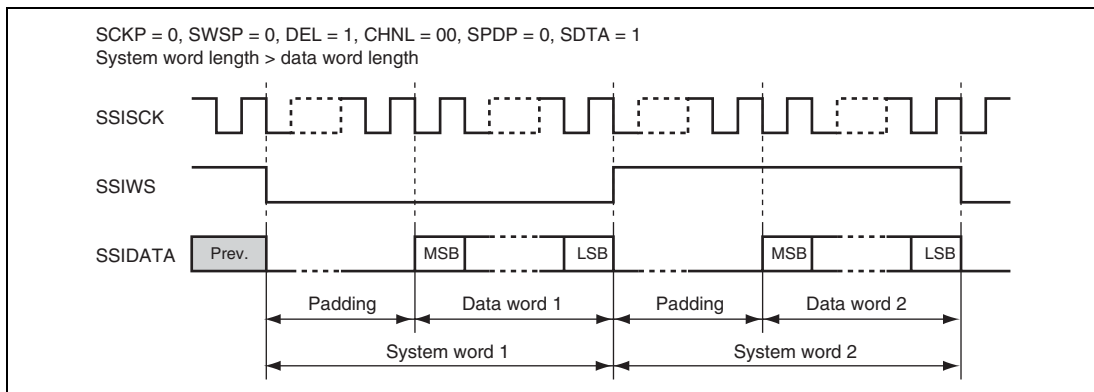 SCKP = 0, SWSP = 0, DEL = 1, CHNL = 00, SPDP = 0, SDTA = 1
System word length > data word length
SSISCK
SSIWS
SSIDATA
Prev.
MSB
LSB
MSB
LSB
Padding
Data word 1
Padding
Data word 2
System word 1
System word 2